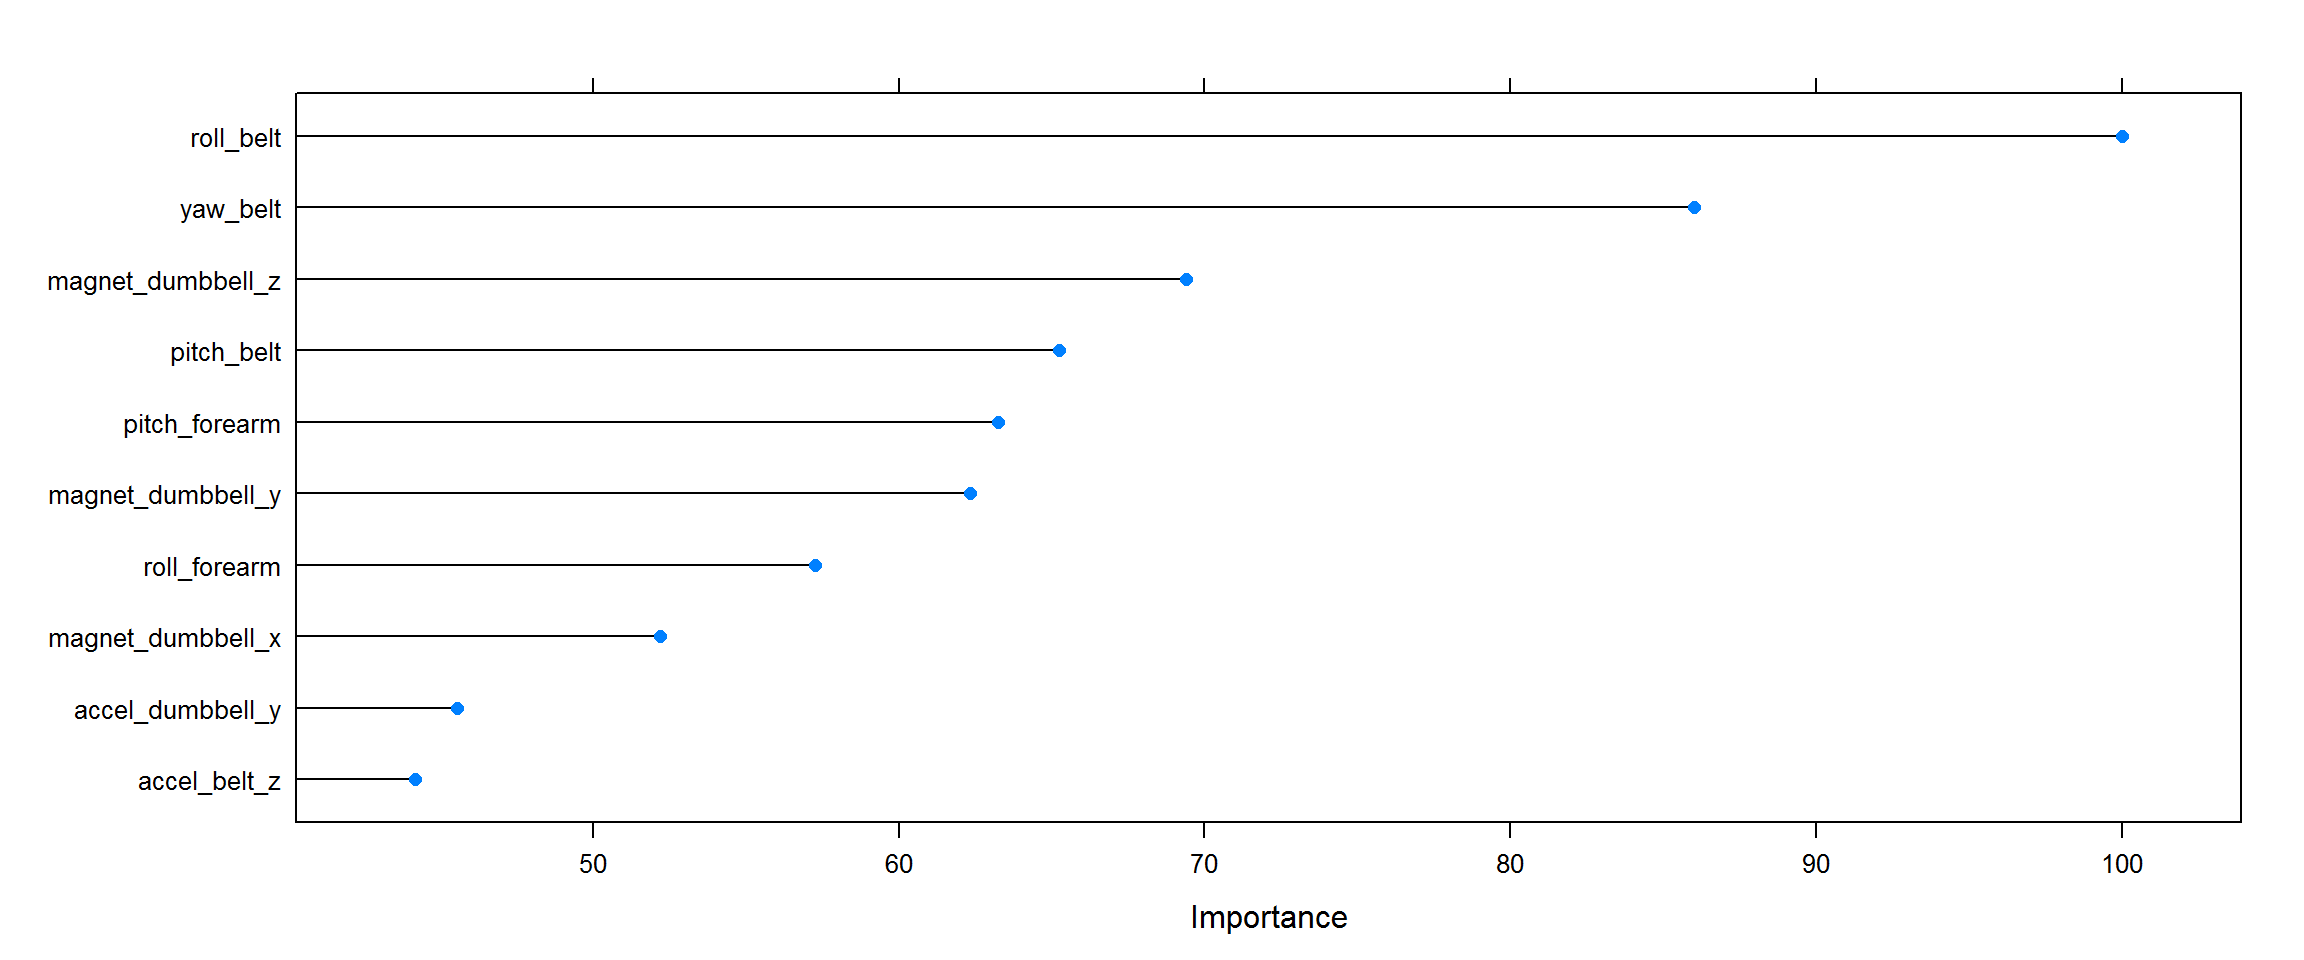 roll_belt
yaw_belt
magnet_dumbbell_z
pitch_belt
pitch_forearm
magnet_dumbbell_y
roll_forearm
magnet_dumbbell_x
accel_dumbbell_y
accel_belt_z
50 60 70 80 90 100
Importance